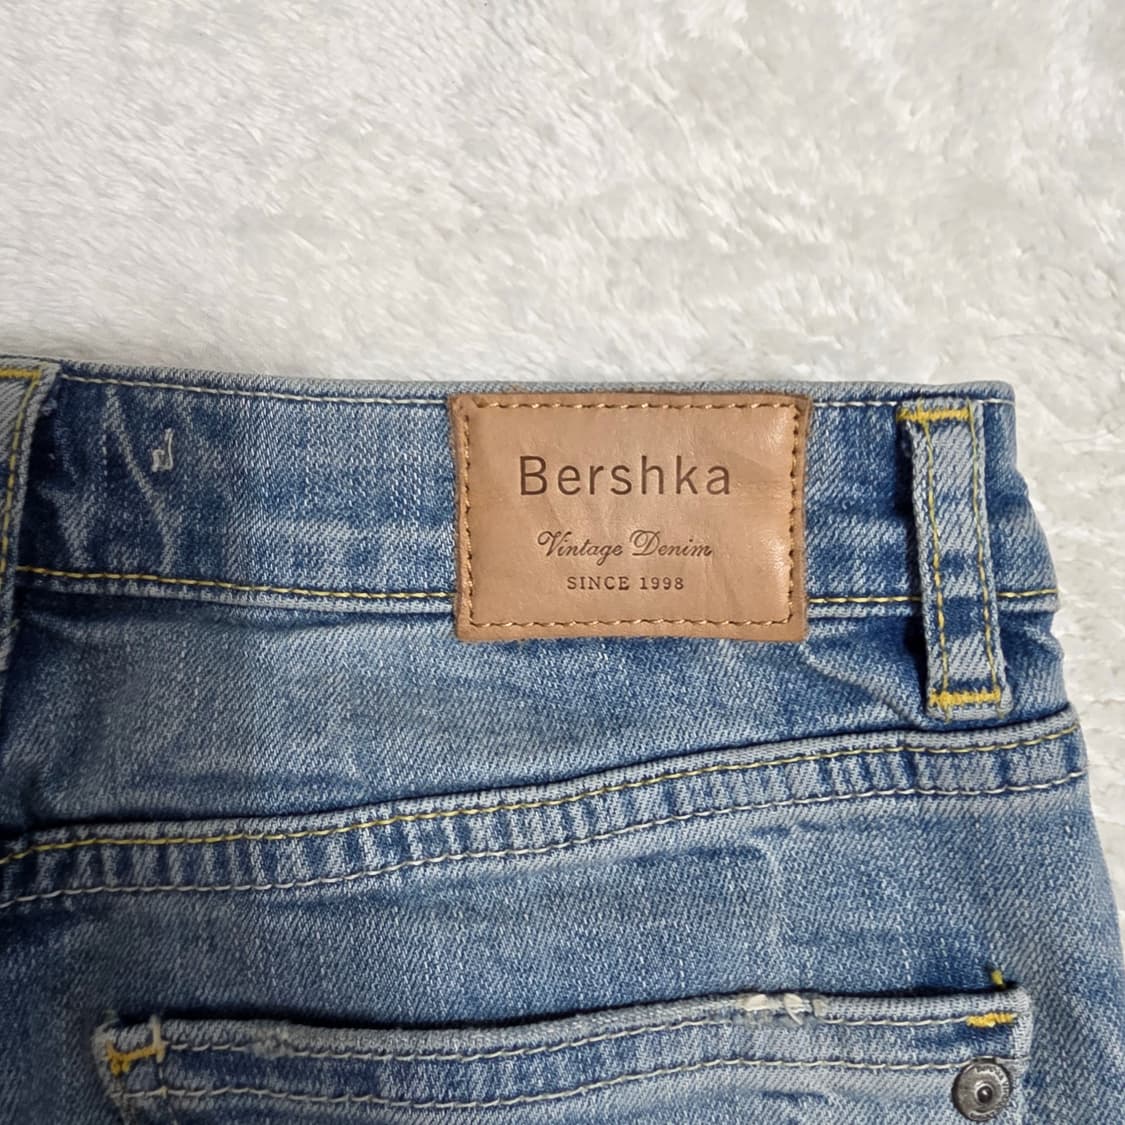 Bershka
Vintage Denim
SINCE 1998